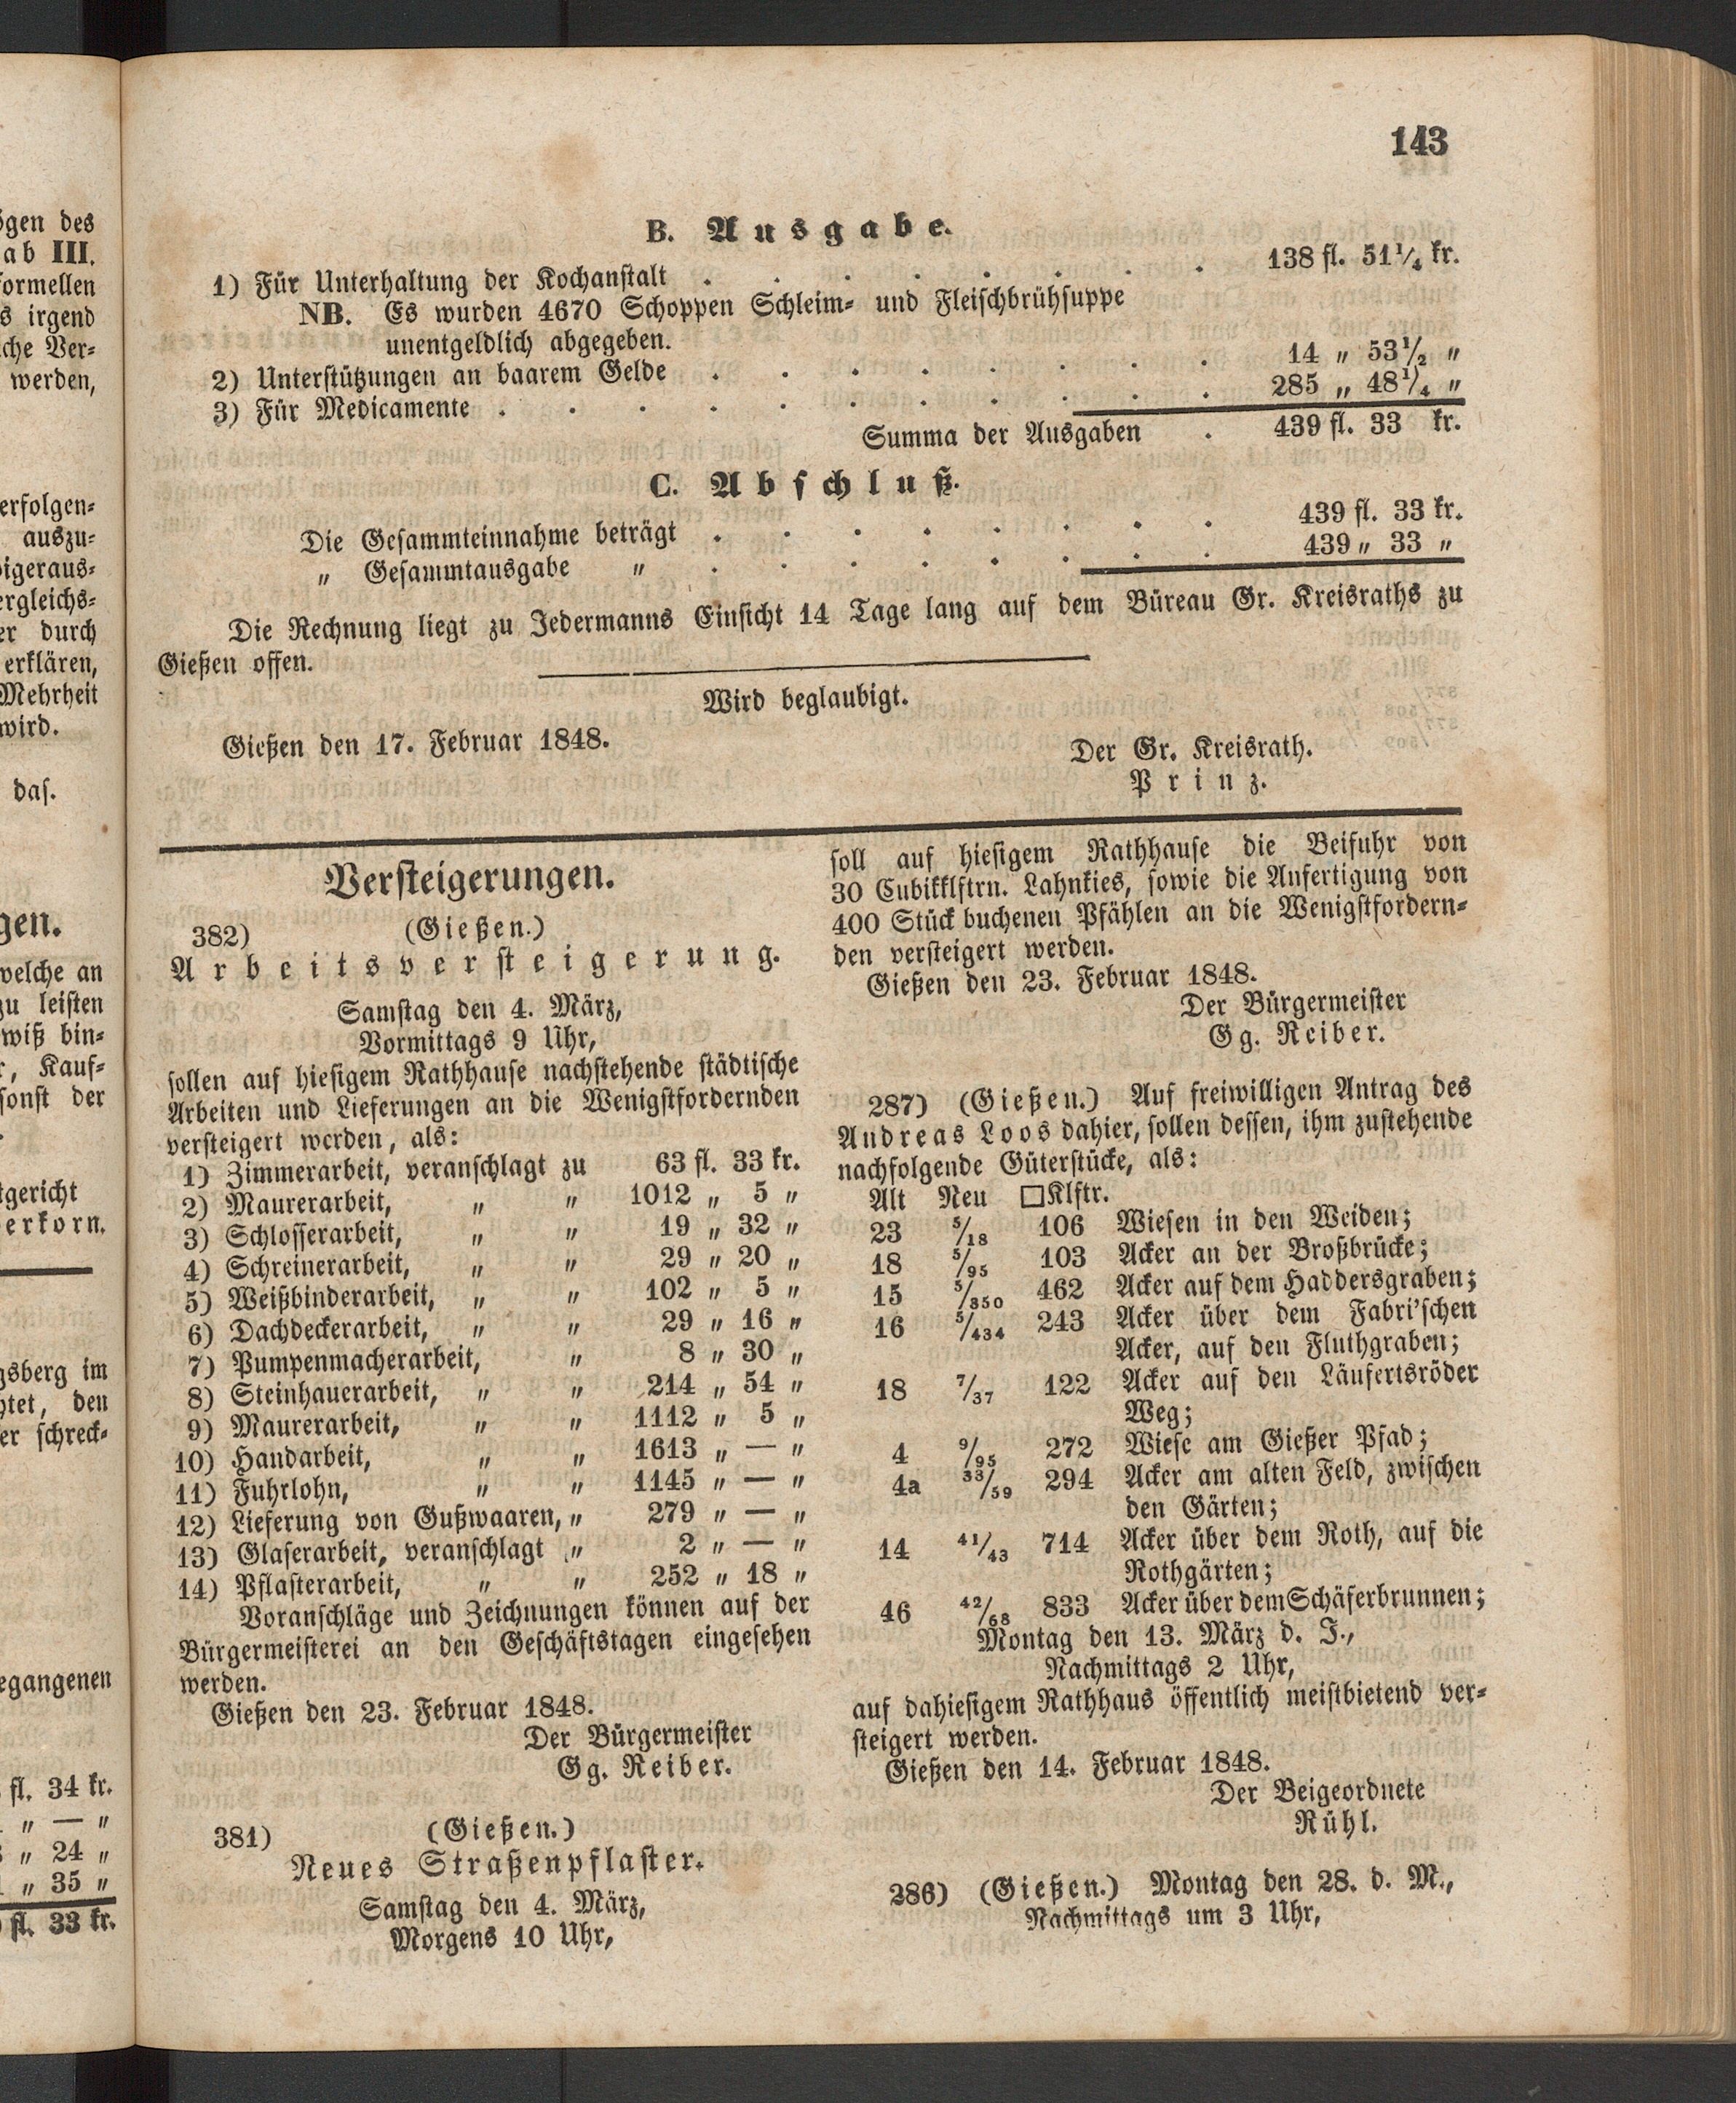 143
B. Ausgabe.
1) Für Unterhaltung der Kochanstalt . . . . . . . . 138 fl. 51 1/4 kr.
NB. Es wurden 4670 Schoppen Schleim- und Fleischbrühsuppe
unentgeldlich abgegeben.
2) Unterstützungen an baarem Gelde . . . . . . . . 14 „ 53 1/2 „
3) Für Medicamente . . . . . . . . . . . 285 „ 48 1/4 „
Summa der Ausgaben . 439 fl. 33 kr.
C. Abschluß.
Die Gesammteinnahme beträgt . . . . . . . . 439 fl. 33 kr.
„ Gesammtausgabe „ . . . . . . . . 439 „ 33 „
Die Rechnung liegt zu Jedermanns Einsicht 14 Tage lang auf dem Büreau Gr. Kreisraths zu
Gießen offen.
Wird beglaubigt.
Gießen den 17. Februar 1848.
Der Gr. Kreisrath.
Prinz.
Versteigerungen.
382) (Gießen.)
Arbeitsversteigerung.
Samstag den 4. März,
Vormittags 9 Uhr,
sollen auf hiesigem Rathhause nachstehende städtische
Arbeiten und Lieferungen an die Wenigstfordernden
versteigert werden, als:
1) Zimmerarbeit, veranschlagt zu 63 fl. 33 kr.
2) Maurerarbeit, „ „ 1012 „ 5 „
3) Schlosserarbeit, „ „ 19 „ 32 „
4) Schreinerarbeit, „ „ 29 „ 20 „
5) Weißbinderarbeit, „ „ 102 „ 5 „
6) Dachdeckerarbeit, „ „ 29 „ 16 „
7) Pumpenmacherarbeit, „ 8 „ 30 „
8) Steinhauerarbeit, „ „ 214 „ 54 „
9) Maurerarbeit, „ „ 1112 „ 5 „
10) Handarbeit, „ „ 1613 „ — „
11) Fuhrlohn, „ „ 1145 „ — „
12) Lieferung von Gußwaaren, „ 279 „ — „
13) Glaserarbeit, veranschlagt „ 2 „ — „
14) Pflasterarbeit, „ „ 252 „ 18 „
Voranschläge und Zeichnungen können auf der
Bürgermeisterei an den Geschäftstagen eingesehen
werden.
Gießen den 23. Februar 1848.
Der Bürgermeister
Gg. Reiber.
381) (Gießen.)
Neues Straßenpflaster.
Samstag den 4. März,
Morgens 10 Uhr,
soll auf hiesigem Rathhause die Beifuhr von
30 Cubikklftrn. Lahnkies, sowie die Anfertigung von
400 Stück buchenen Pfählen an die Wenigstfordern-
den versteigert werden.
Gießen den 23. Februar 1848.
Der Bürgermeister
Gg. Reiber.
287) (Gießen.) Auf freiwilligen Antrag des
Andreas Loos dahier, sollen dessen, ihm zustehende
nachfolgende Güterstücke, als:
Alt Neu □Klftr.
23 5/18 106 Wiesen in den Weiden;
18 5/95 103 Acker an der Broßbrücke;
15 5/350 462 Acker auf dem Haddersgraben;
16 5/434 243 Acker über dem Fabri'schen
Acker, auf den Fluthgraben;
18 7/37 122 Acker auf den Läufertsröder
Weg;
4 9/95 272 Wiese am Gießer Pfad;
4a 33/59 294 Acker am alten Feld, zwischen
den Gärten;
14 41/43 714 Acker über dem Roth, auf die
Rothgärten;
46 42/68 833 Acker über dem Schäferbrunnen;
Montag den 13. März d. J.,
Nachmittags 2 Uhr,
auf dahiesigem Rathhaus öffentlich meistbietend ver-
steigert werden.
Gießen den 14. Februar 1848.
Der Beigeordnete
Rühl.
286) (Gießen.) Montag den 28. d. M.,
Nachmittags um 3 Uhr,